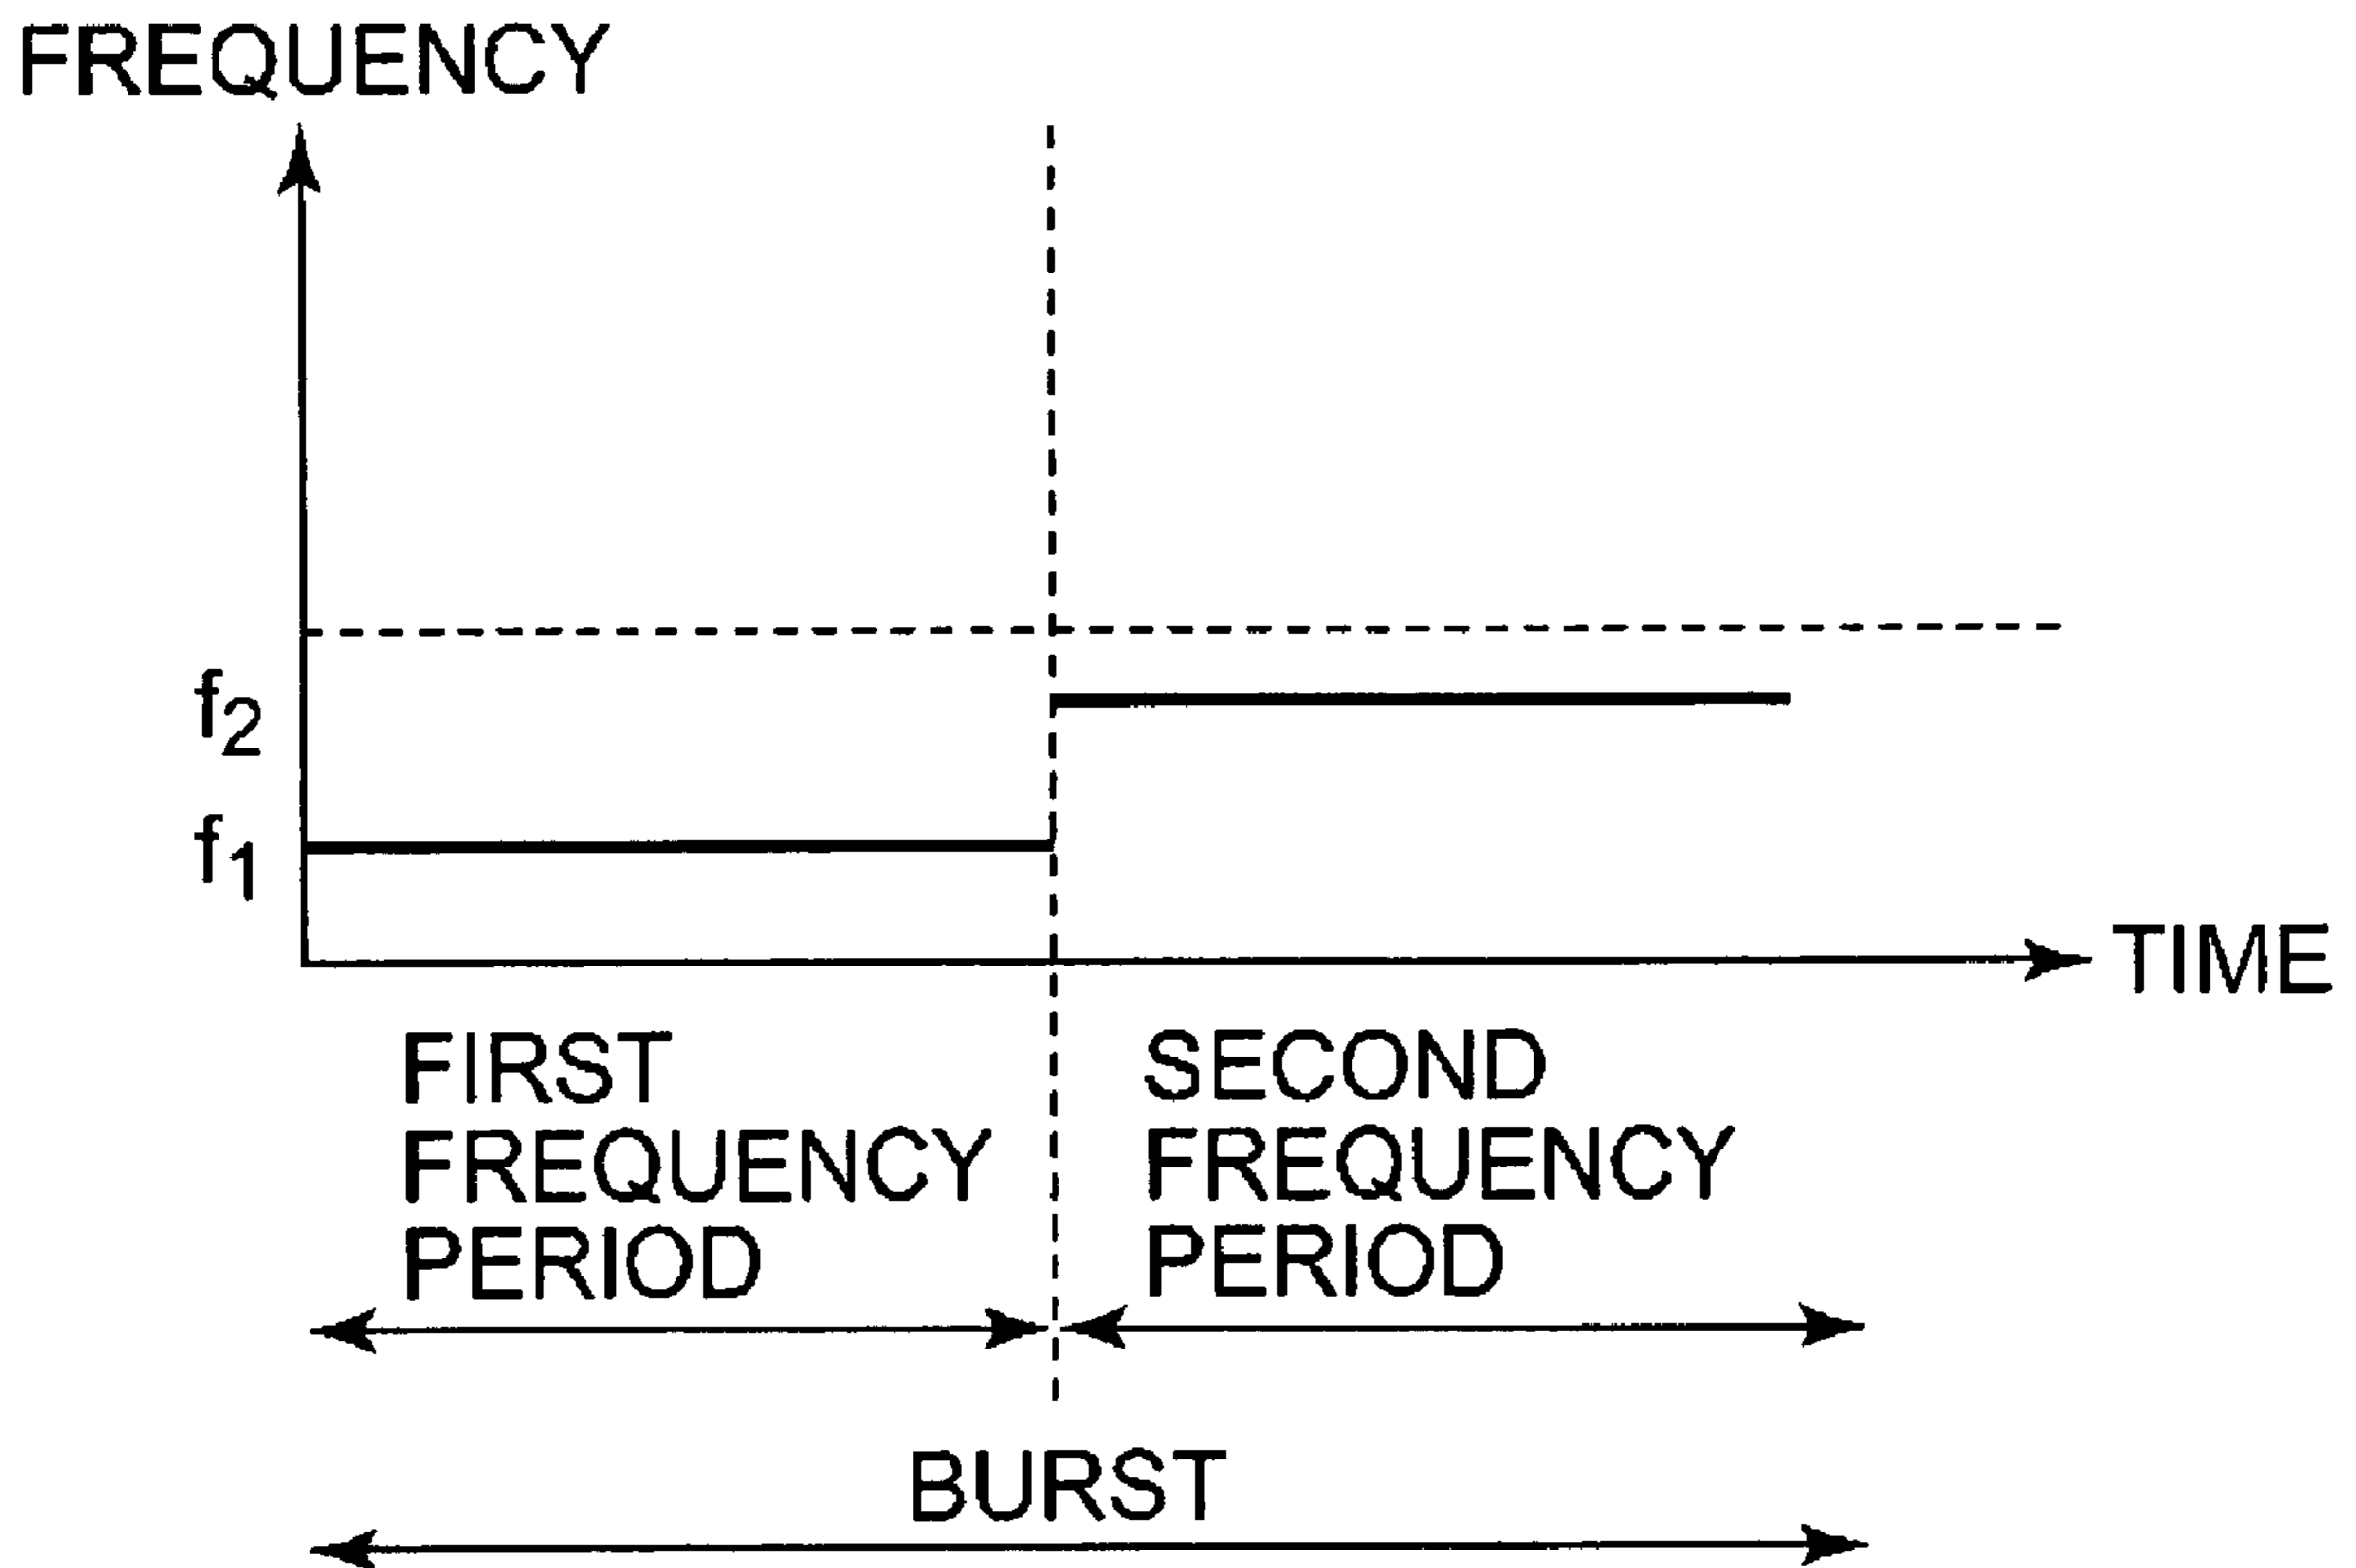 FREQUENCY
f2
f1
TIME
FIRST
FREQUENCY
PERIOD
SECOND
FREQUENCY
PERIOD
BURST